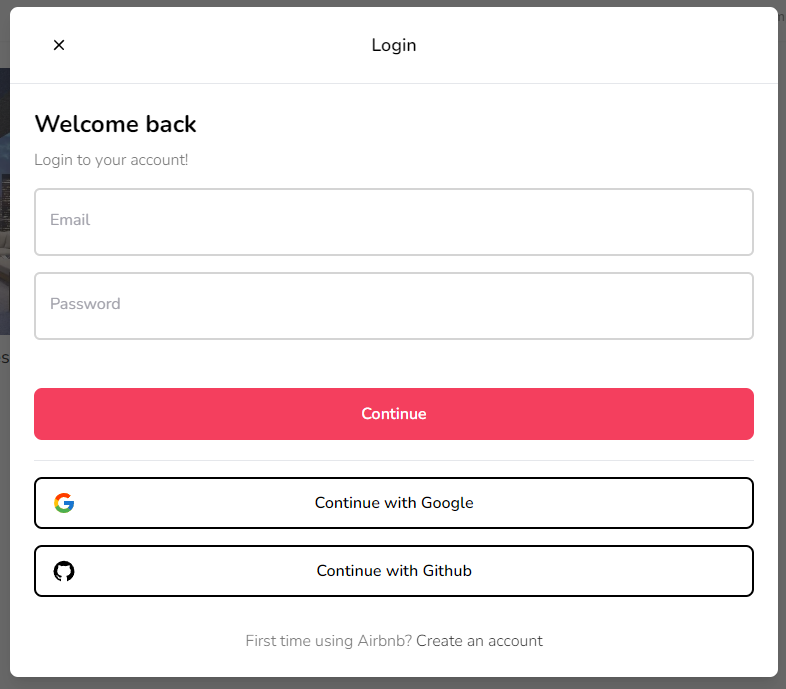 Login
Welcome back
Login to your account!
Email
Password
Continue
Continue with Google
Continue with Github
First time using Airbnb? Create an account